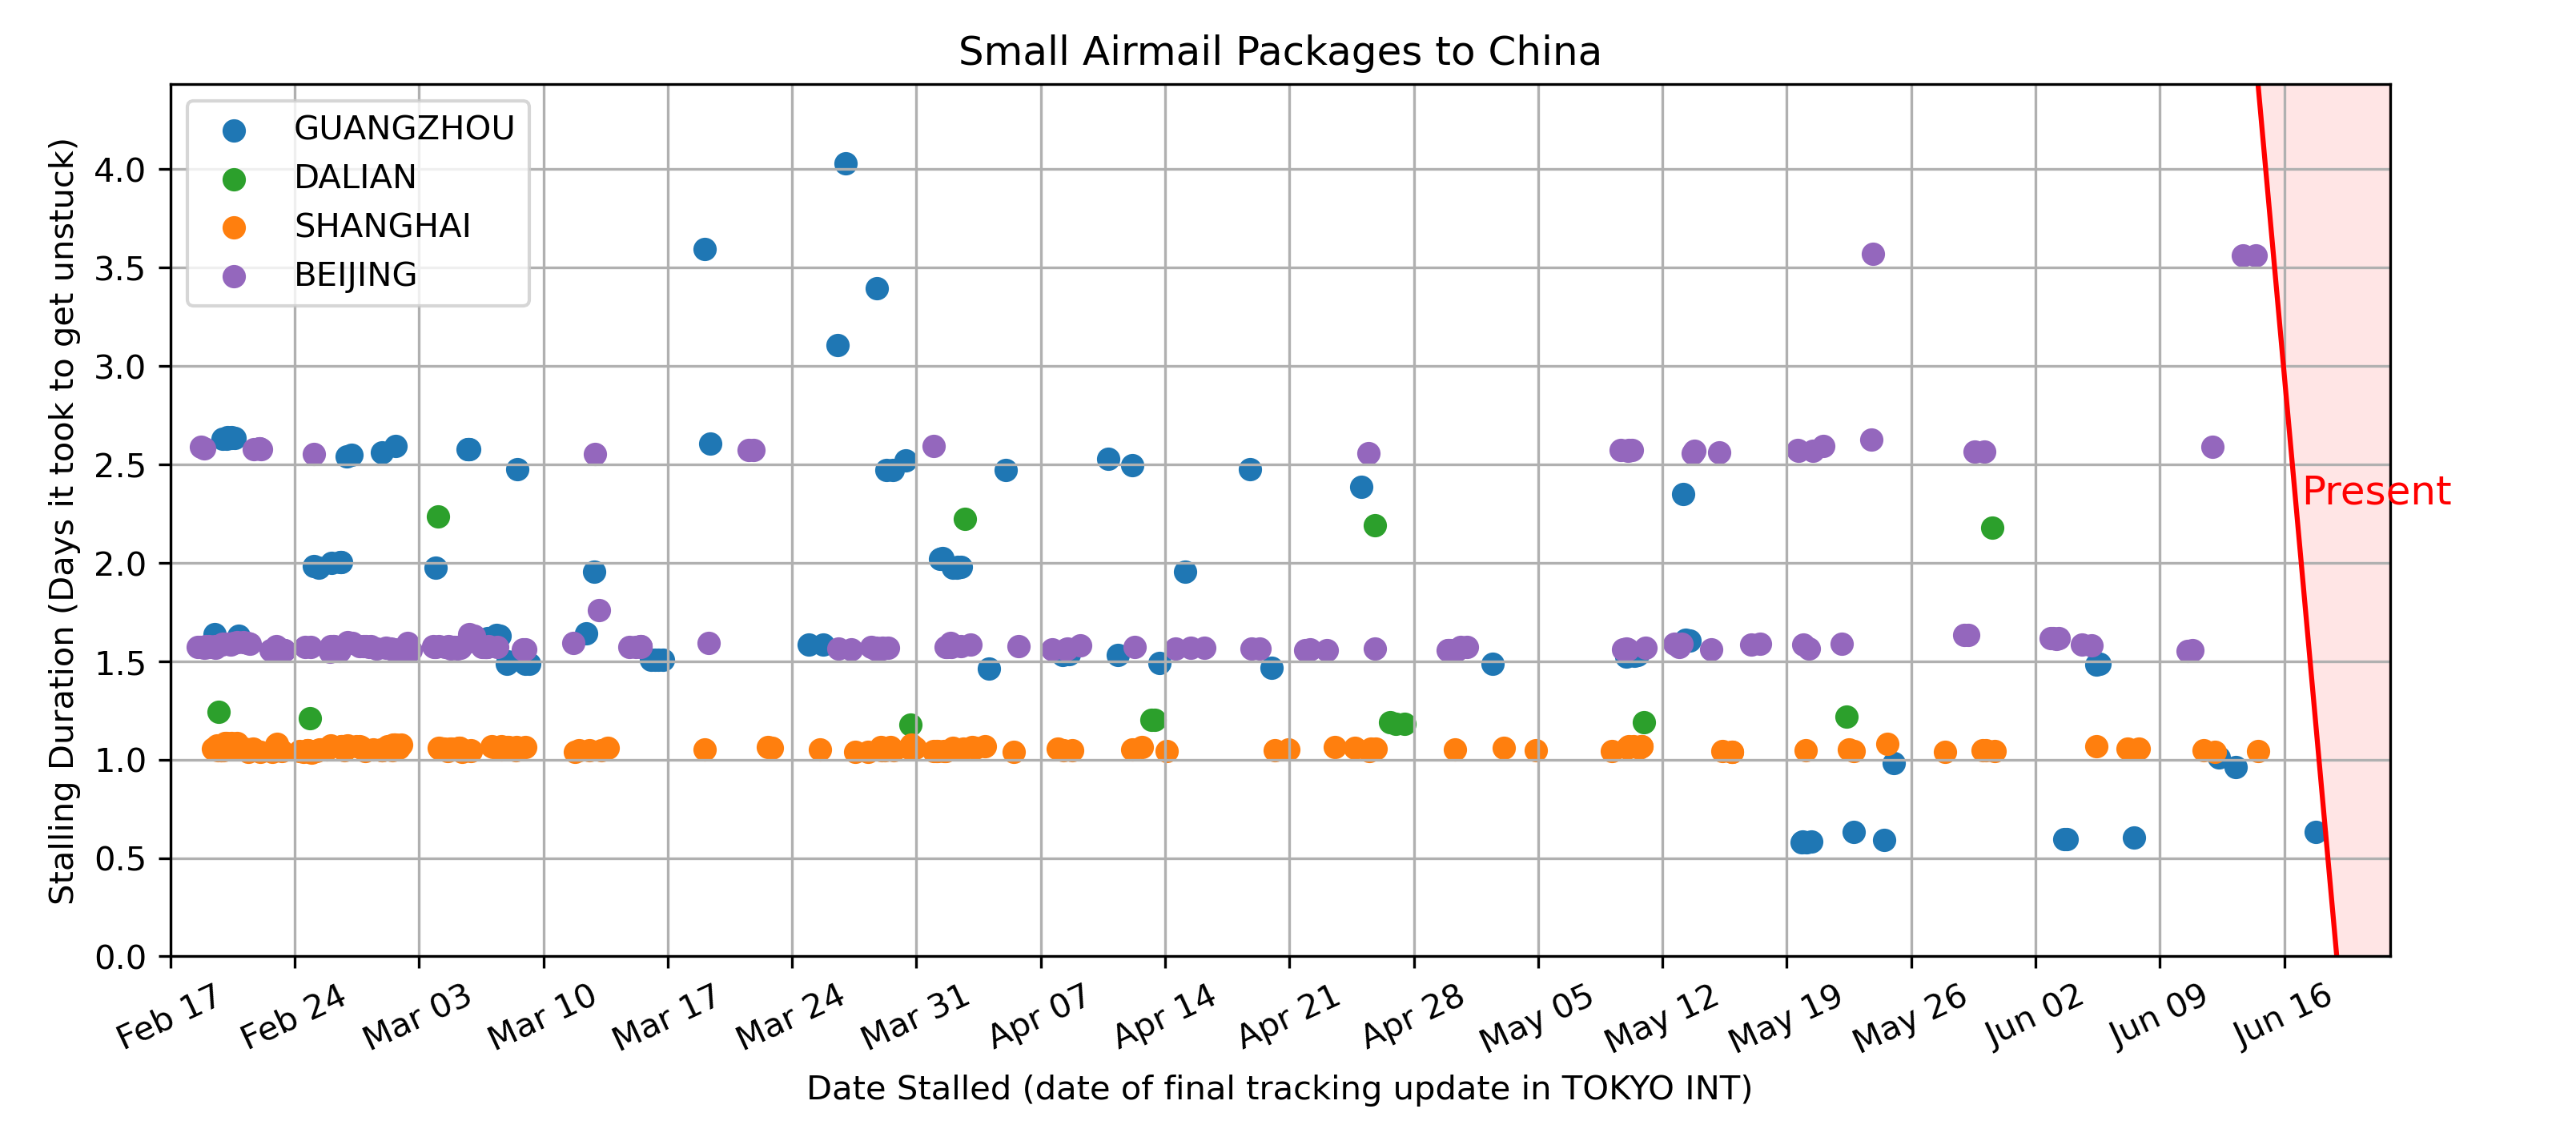 Small Airmail Packages to China
GUANGZHOU
DALIAN
SHANGHAI
BEIJING
Stalling Duration (Days it took to get unstuck)
4.0
3.5
3.0
2.5
2.0
1.5
1.0
0.5
0.0
Present
Feb 17
Feb 24
Mar 03
Mar 10
Mar 17
Mar 24
Mar 31
Apr 07
Apr 14
Apr 21
Apr 28
May 05
May 12
May 19
May 26
Jun 02
Jun 09
Jun 16
Date Stalled (date of final tracking update in TOKYO INT)